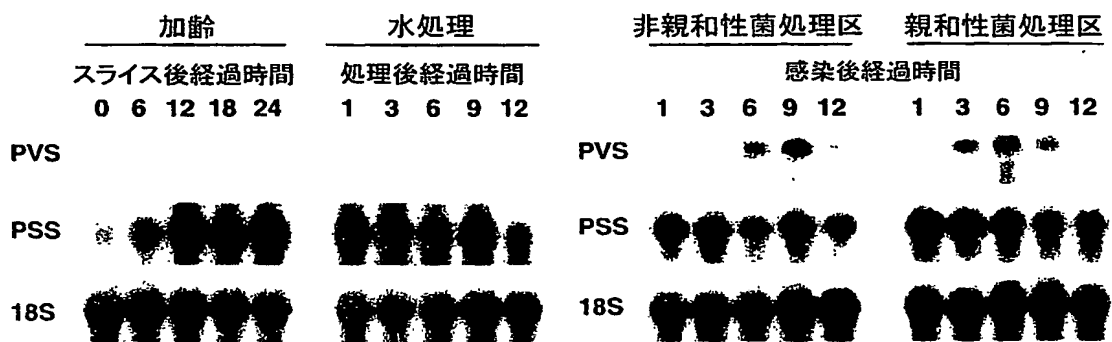 加齢 水処理 非親和性菌処理区 親和性菌処理区
スライス後経過時間 処理後経過時間 感染後経過時間
0 6 12 18 24 1 3 6 9 12 1 3 6 9 12 1 3 6 9 12
PVS PVS
PSS PSS
18S 18S